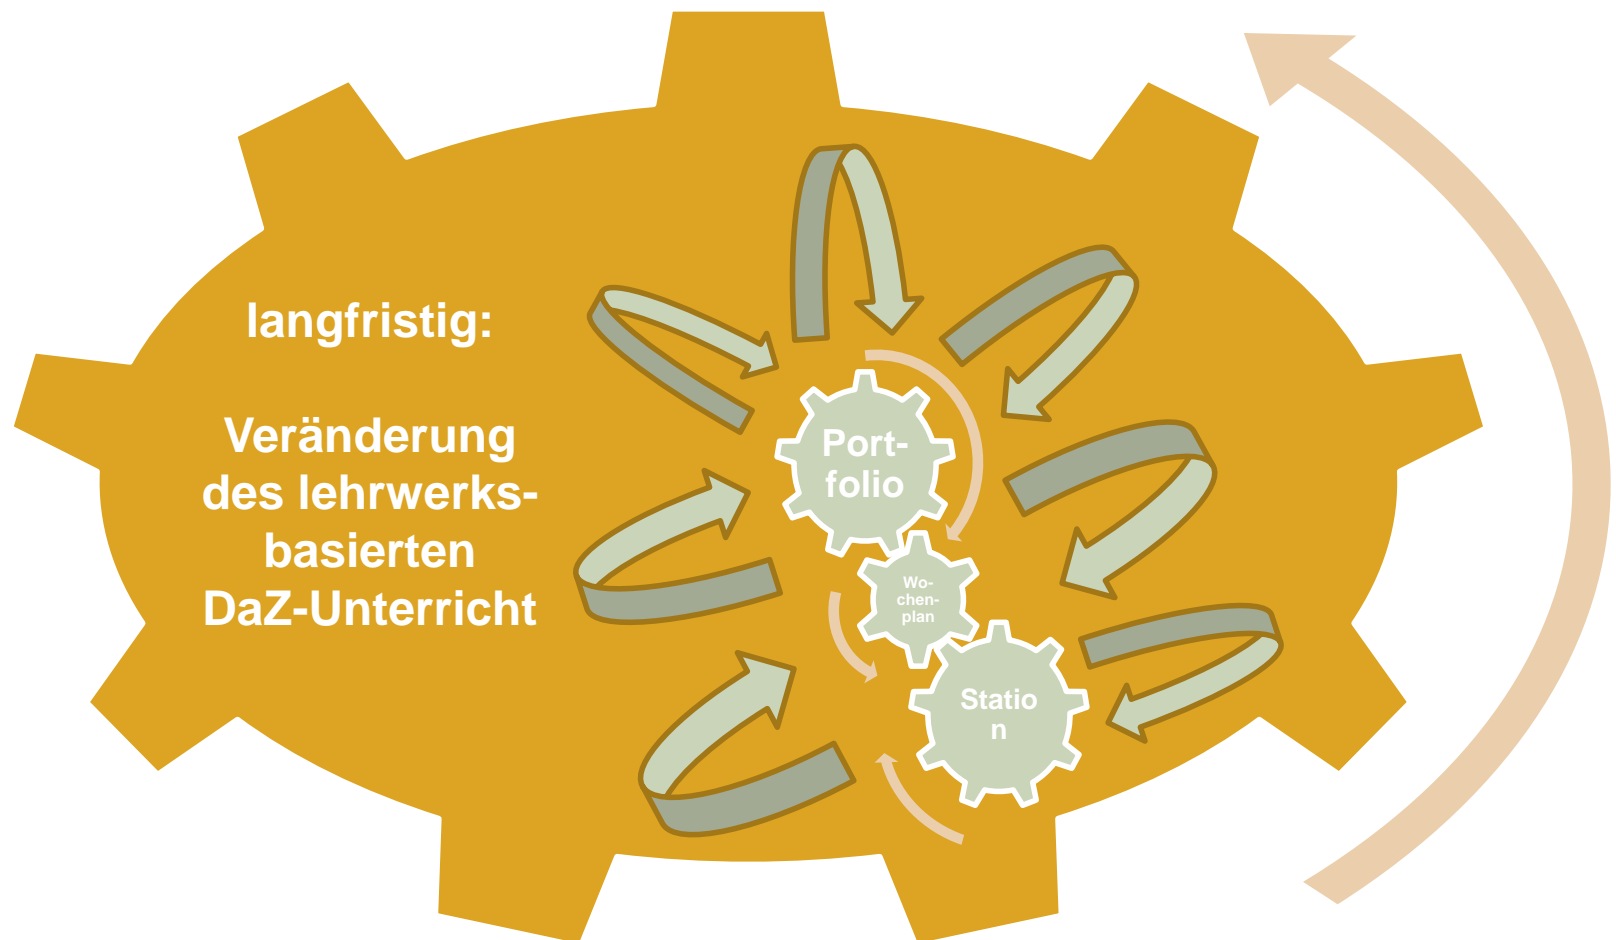 langfristig:
Veränderung
des lehrwerks-
basierten
DaZ-Unterricht
Port-
folio
Wo-
chen-
plan
Statio
n